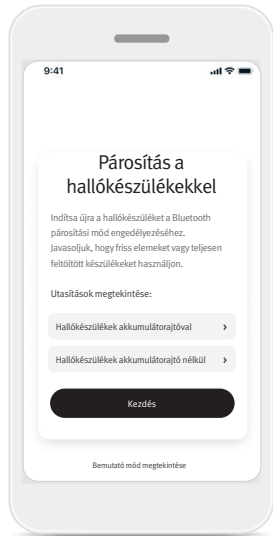 9:41
Párosítás a
hallókészülékekkel
Indítsa újra a hallókészüléket a Bluetooth
párosítási mód engedélyezéséhez.
Javasoljuk, hogy friss elemeket vagy teljesen
feltöltött készülékeket használjon.
Utasítások megtekintése:
Hallókészülékek akkumulátorajtóval
Hallókészülékek akkumulátorajtó nélkül
Kezdés
Bemutató mód megtekintése